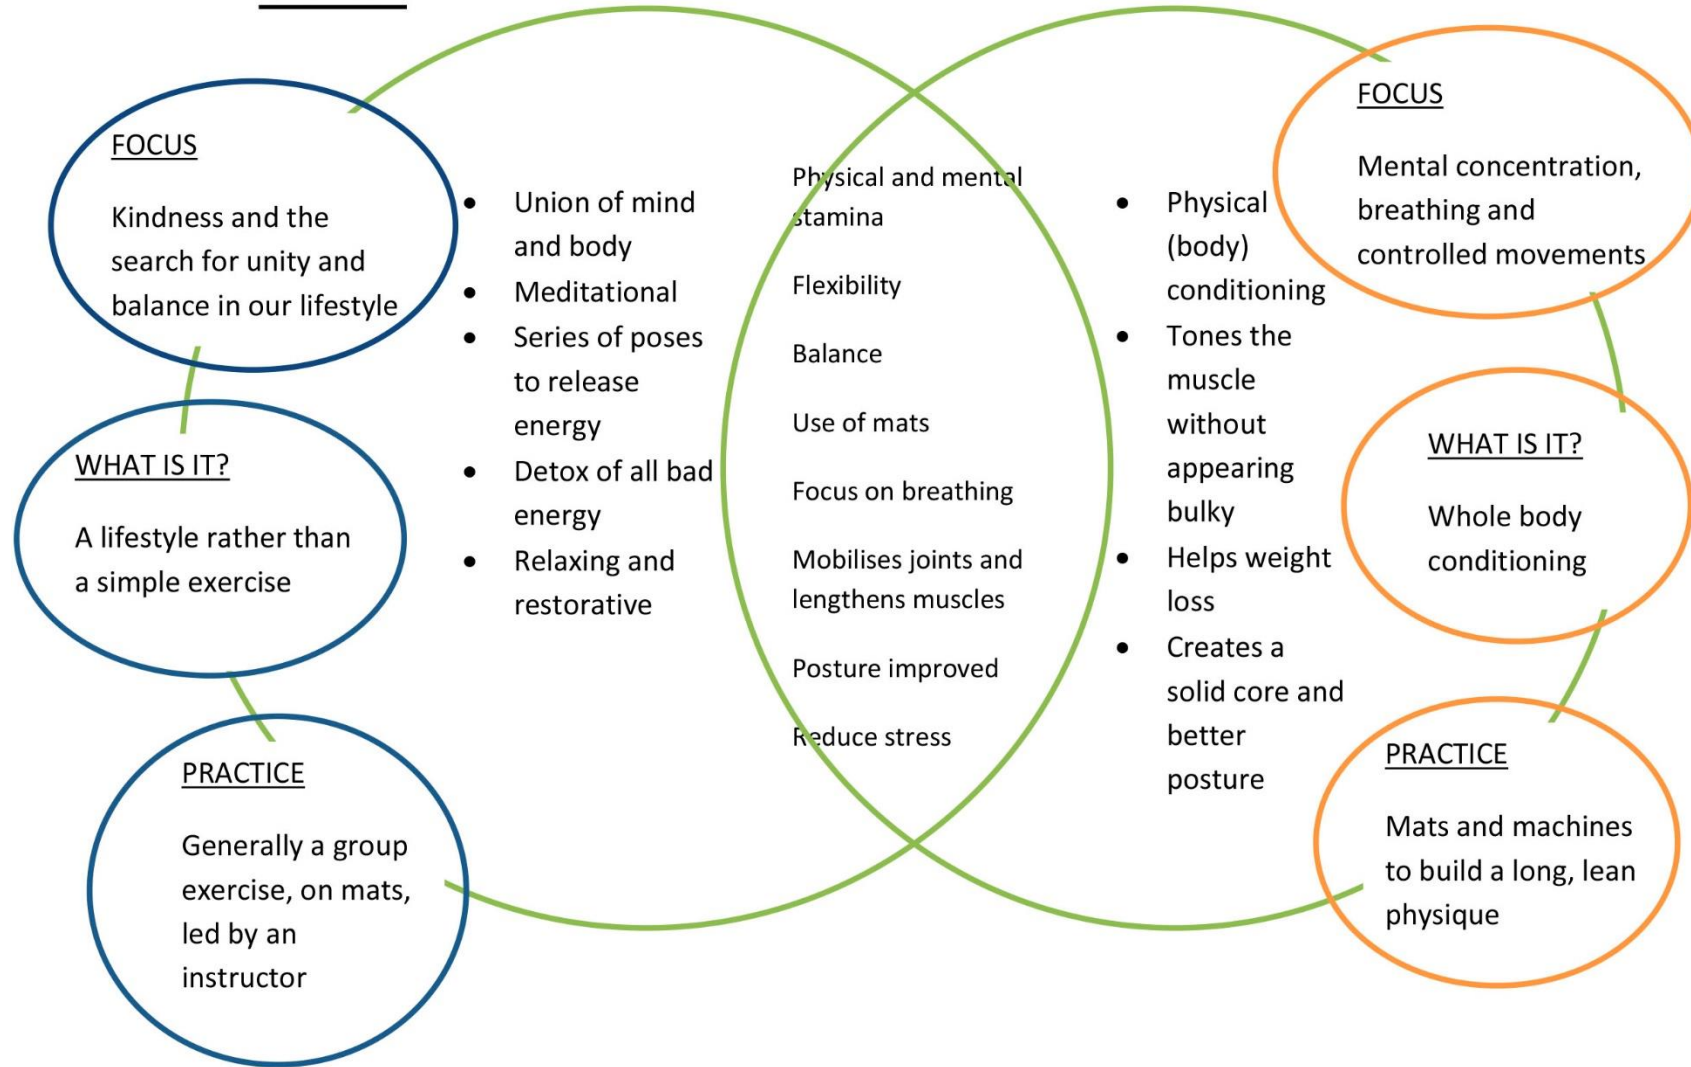 FOCUS
Kindness and the
search for unity and
balance in our lifestyle
WHAT IS IT?
A lifestyle rather than
a simple exercise
PRACTICE
Generally a group
exercise, on mats,
led by an
instructor
• Union of mind
and body
• Meditational
• Series of poses
to release
energy
• Detox of all bad
energy
• Relaxing and
restorative
Physical and mental
stamina
Flexibility
Balance
Use of mats
Focus on breathing
Mobilises joints and
lengthens muscles
Posture improved
Reduce stress
• Physical
(body)
conditioning
• Tones the
muscle
without
appearing
bulky
• Helps weight
loss
• Creates a
solid core and
better
posture
FOCUS
Mental concentration,
breathing and
controlled movements
WHAT IS IT?
Whole body
conditioning
PRACTICE
Mats and machines
to build a long, lean
physique